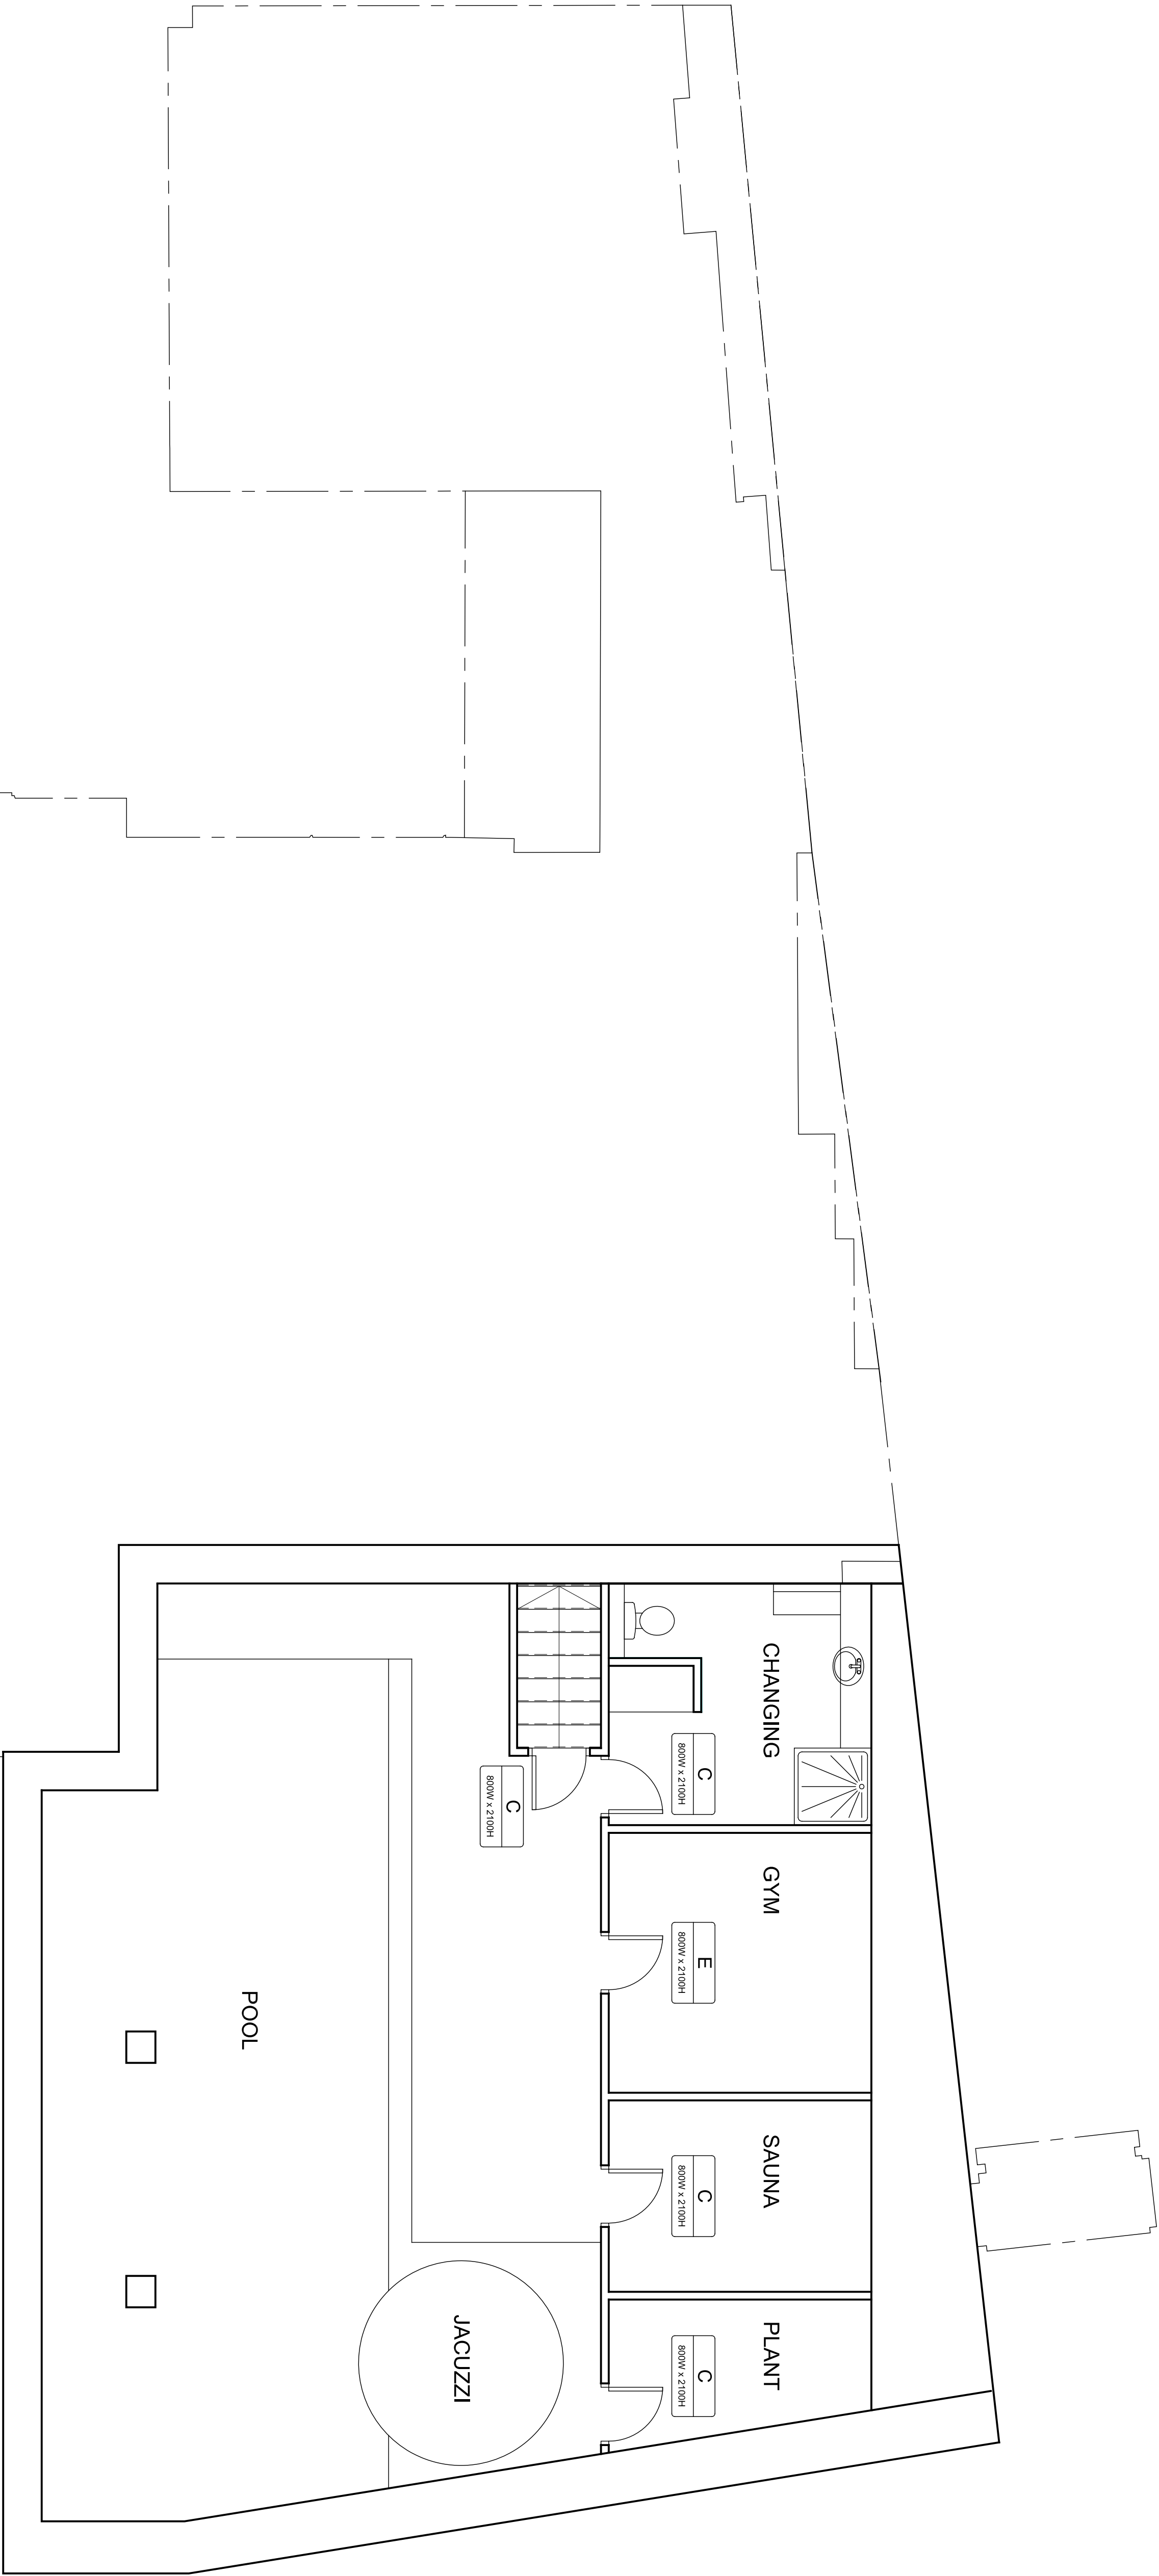 CHANGING
C
800W x 2100H
C
800W x 2100H
GYM
E
800W x 2100H
POOL
SAUNA
C
800W x 2100H
JACUZZI
PLANT
C
800W x 2100H